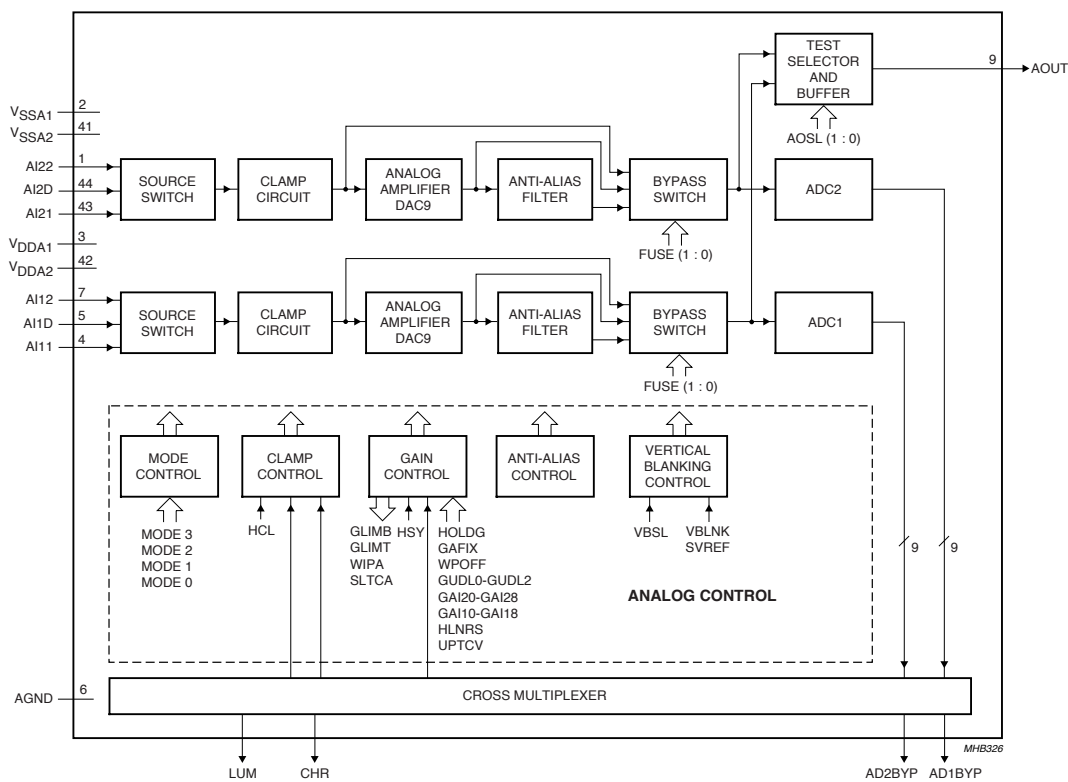 TEST
SELECTOR
AND
BUFFER
9
AOUT
AOSL (1 : 0)
VSSA1
2
VSSA2
41
AI22
1
AI2D
44
AI21
43
SOURCE
SWITCH
CLAMP
CIRCUIT
ANALOG
AMPLIFIER
DAC9
ANTI-ALIAS
FILTER
BYPASS
SWITCH
ADC2
FUSE (1 : 0)
VDDA1
3
VDDA2
42
AI12
7
AI1D
5
AI11
4
SOURCE
SWITCH
CLAMP
CIRCUIT
ANALOG
AMPLIFIER
DAC9
ANTI-ALIAS
FILTER
BYPASS
SWITCH
ADC1
FUSE (1 : 0)
MODE
CONTROL
CLAMP
CONTROL
GAIN
CONTROL
ANTI-ALIAS
CONTROL
VERTICAL
BLANKING
CONTROL
MODE 3
MODE 2
MODE 1
MODE 0
HCL
GLIMB
GLIMT
WIPA
SLTCA
HSY
HOLDG
GAFIX
WPOFF
GUDL0-GUDL2
GAI20-GAI28
GAI10-GAI18
HLNRS
UPTCV
VBSL
VBLNK
SVREF
9
9
ANALOG CONTROL
AGND
6
CROSS MULTIPLEXER
MHB326
LUM
CHR
AD2BYP
AD1BYP